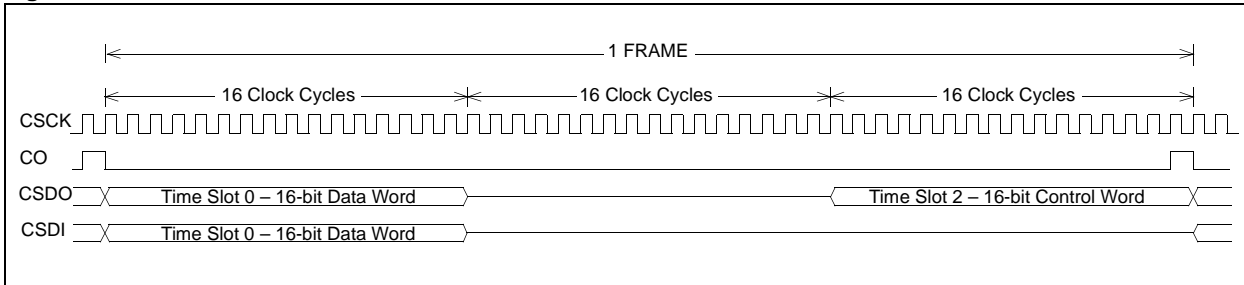 1 FRAME
16 Clock Cycles 16 Clock Cycles 16 Clock Cycles
CSCK
CO
CSDO Time Slot 0 – 16-bit Data Word Time Slot 2 – 16-bit Control Word
CSDI Time Slot 0 – 16-bit Data Word